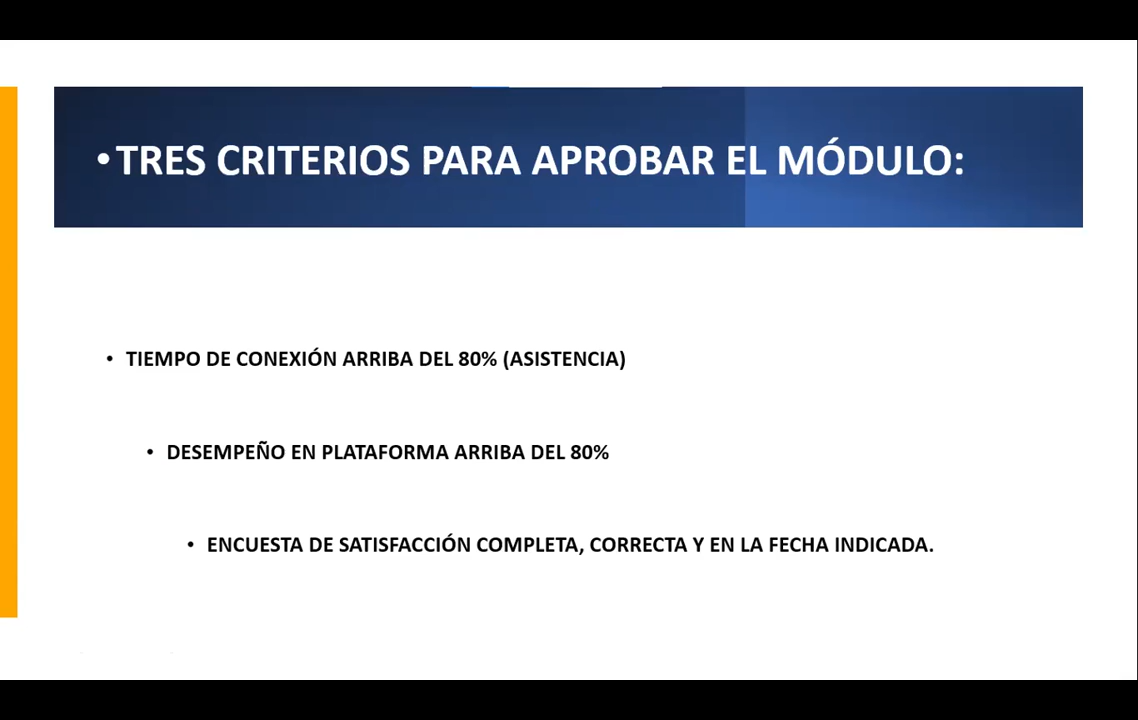 • TRES CRITERIOS PARA APROBAR EL MÓDULO:
• TIEMPO DE CONEXIÓN ARRIBA DEL 80% (ASISTENCIA)
• DESEMPEÑO EN PLATAFORMA ARRIBA DEL 80%
• ENCUESTA DE SATISFACCIÓN COMPLETA, CORRECTA Y EN LA FECHA INDICADA.